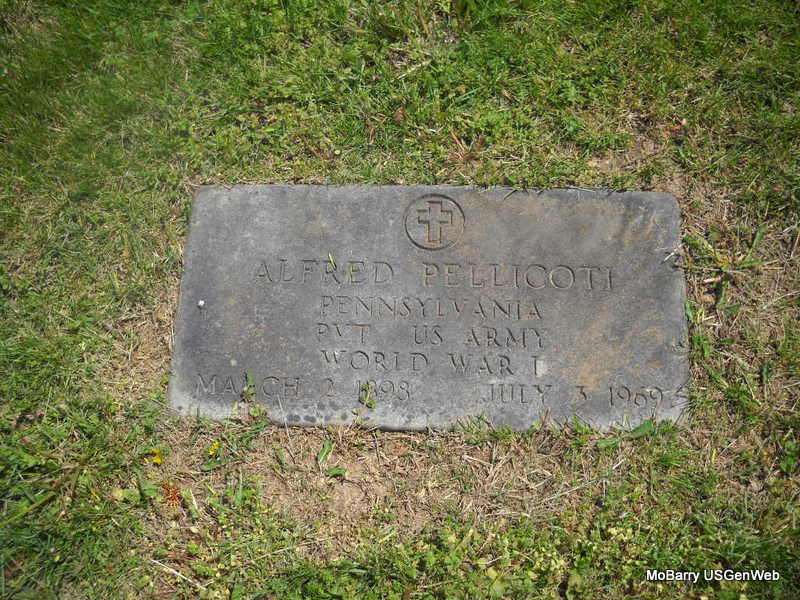 ALFRED PELLICOTI
PENNSYLVANIA
PVT US ARMY
WORLD WAR I
MARCH 2 1898 JULY 3 1969
MoBarry USGenWeb